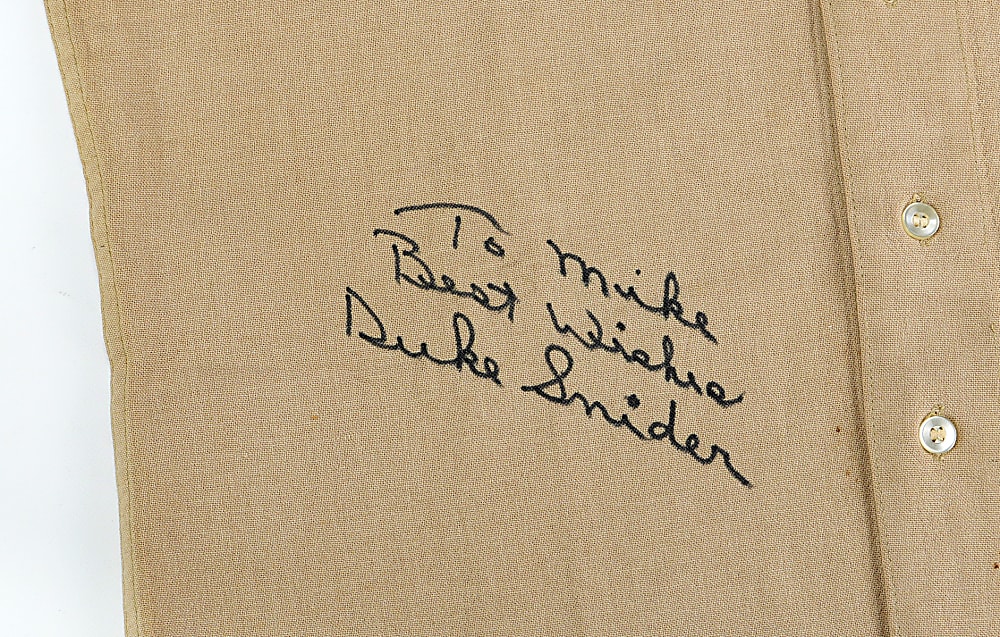 To Mike
Best Wishes
Duke Snider